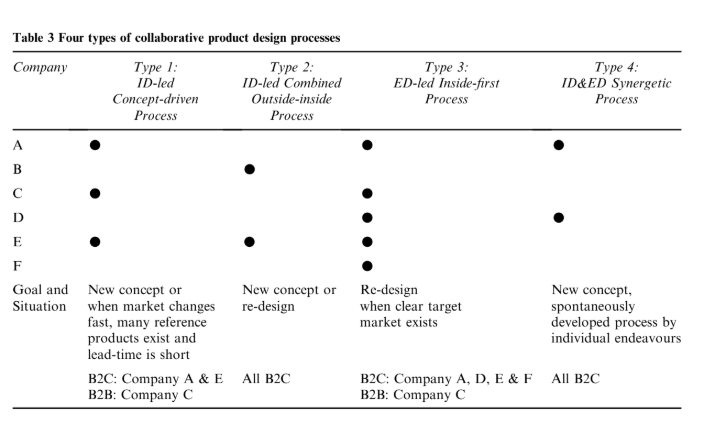 Table 3 Four types of collaborative product design processes
Company Type 1: Type 2: Type 3: Type 4:
ID-led ID-led Combined ED-led Inside-first ID&ED Synergetic
Concept-driven Outside-inside Process Process
Process Process
A ● ● ●
B ●
C ● ●
D ● ●
E ● ● ●
F ●
Goal and New concept or New concept or Re-design New concept,
Situation when market changes re-design when clear target spontaneously
fast, many reference market exists developed process by
products exist and individual endeavours
lead-time is short
B2C: Company A & E All B2C B2C: Company A, D, E & F All B2C
B2B: Company C B2B: Company C